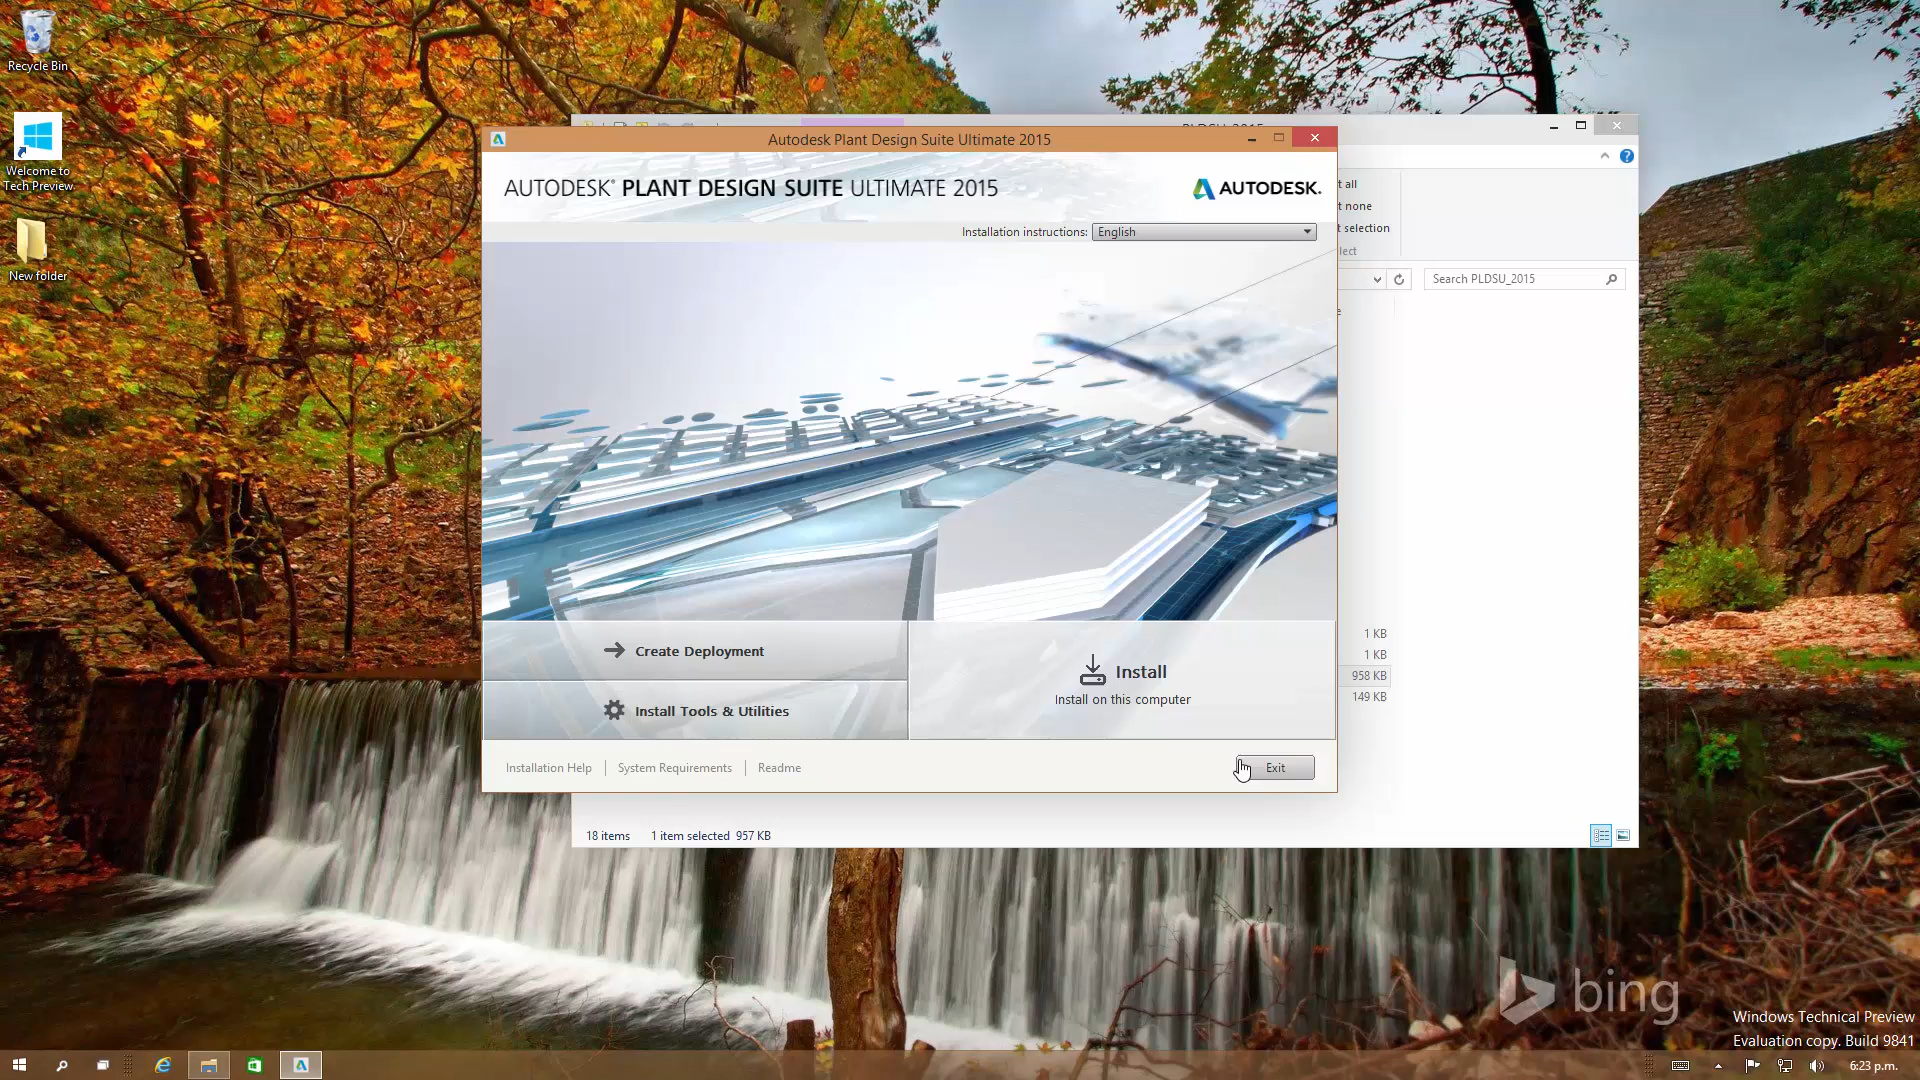 Recycle Bin
Welcome to
Tech Preview
New folder
Autodesk Plant Design Suite Ultimate 2015
AUTODESK® PLANT DESIGN SUITE ULTIMATE 2015
AUTODESK.
Installation instructions:
English
t all
t none
t selection
lect
Search PLDSU_2015
1 KB
1 KB
958 KB
149 KB
Create Deployment
Install Tools & Utilities
Install
Install on this computer
Installation Help
System Requirements
Readme
Exit
18 items
1 item selected 957 KB
bing
Windows Technical Preview
Evaluation copy. Build 9841
6:23 p.m.